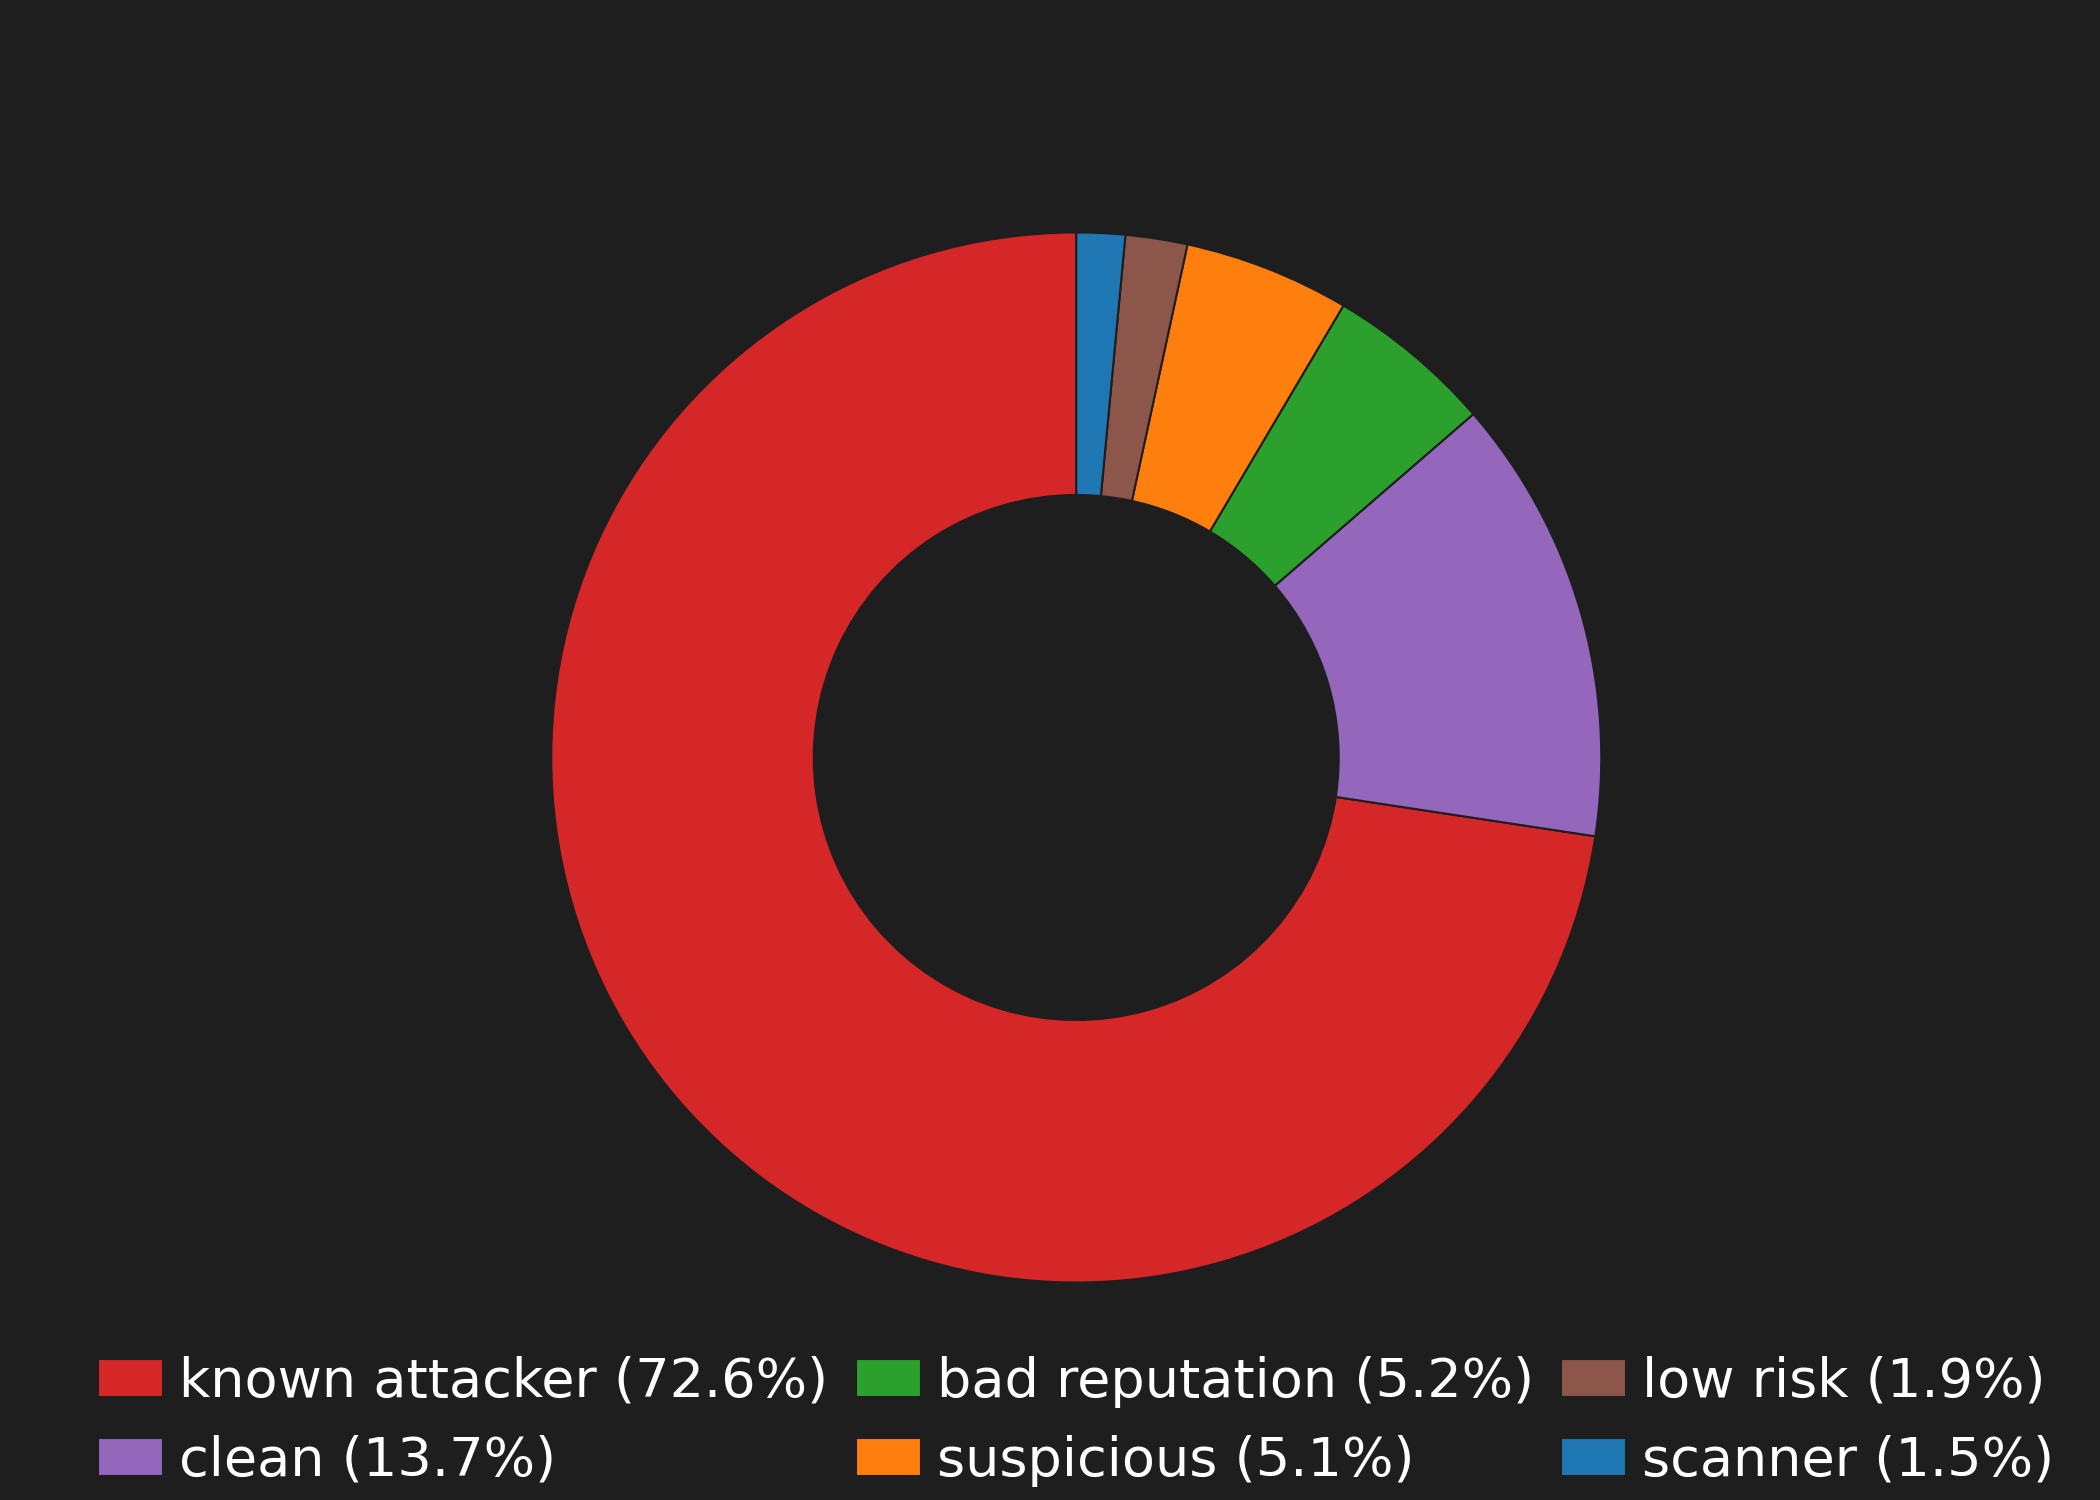 known attacker (72.6%)
clean (13.7%)
bad reputation (5.2%)
suspicious (5.1%)
low risk (1.9%)
scanner (1.5%)